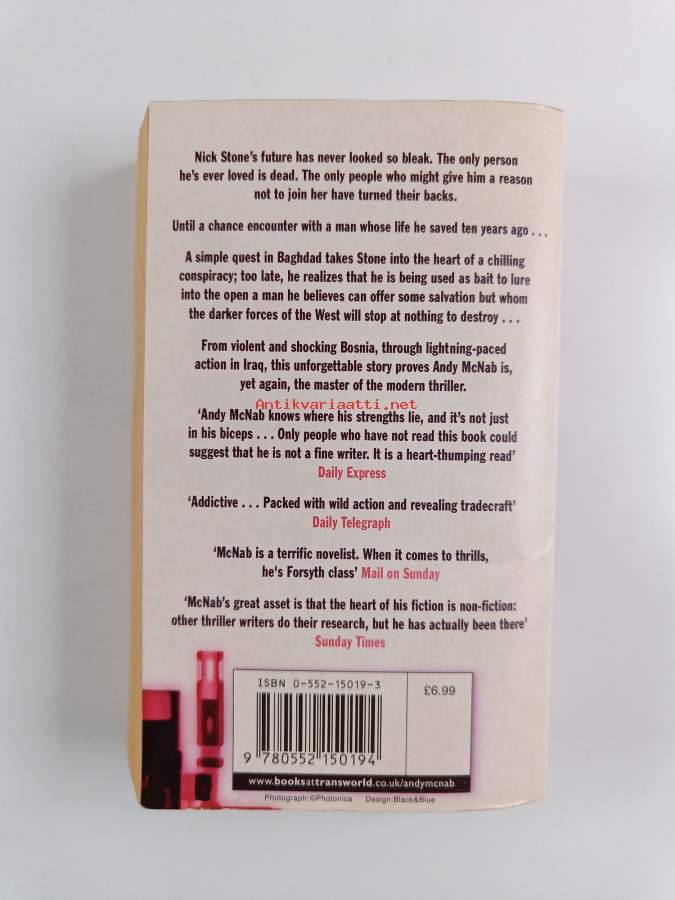 Nick Stone's future has never looked so bleak. The only person
he's ever loved is dead. The only people who might give him a reason
not to join her have turned their backs.
Until a chance encounter with a man whose life he saved ten years ago . . .
A simple quest in Baghdad takes Stone into the heart of a chilling
conspiracy; too late, he realizes that he is being used as bait to lure
into the open a man he believes can offer some salvation but whom
the darker forces of the West will stop at nothing to destroy . . .
From violent and shocking Bosnia, through lightning-paced
action in Iraq, this unforgettable story proves Andy McNab is,
yet again, the master of the modern thriller.
Antikvariaatti.net
'Andy McNab knows where his strengths lie, and it's not just
in his biceps . . . Only people who have not read this book could
suggest that he is not a fine writer. It is a heart-thumping read'
Daily Express
'Addictive . . . Packed with wild action and revealing tradecraft'
Daily Telegraph
'McNab is a terrific novelist. When it comes to thrills,
he's Forsyth class' Mail on Sunday
'McNab's great asset is that the heart of his fiction is non-fiction:
other thriller writers do their research, but he has actually been there'
Sunday Times
ISBN 0-552-15019-3
£6.99
9 780552 150194
www.booksattransworld.co.uk/andymcnab
Photograph:©Photonica Design:Black&Blue